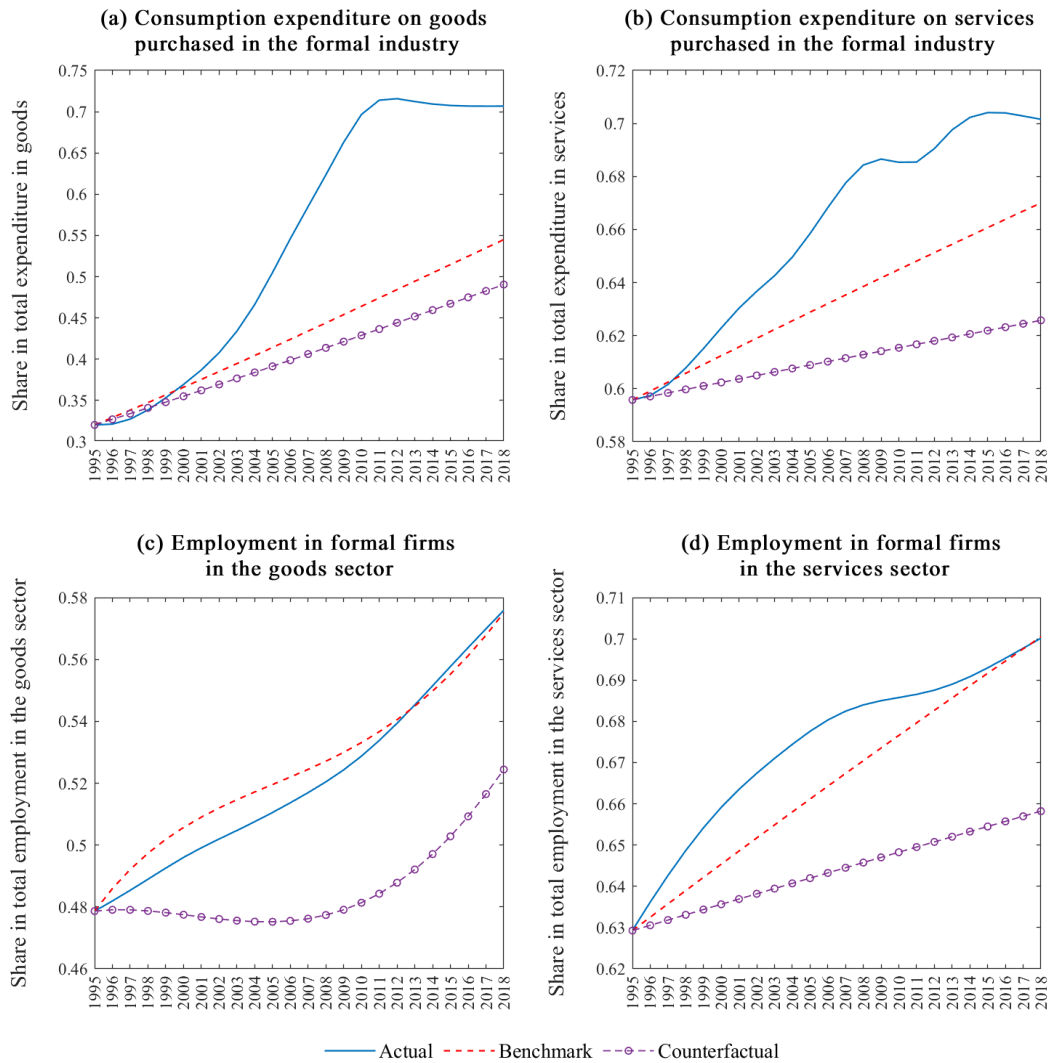 (a) Consumption expenditure on goods
purchased in the formal industry
Share in total expenditure in goods
0.75
0.7
0.65
0.6
0.55
0.5
0.45
0.4
0.35
0.3
1995 1996 1997 1998 1999 2000 2001 2002 2003 2004 2005 2006 2007 2008 2009 2010 2011 2012 2013 2014 2015 2016 2017 2018
(b) Consumption expenditure on services
purchased in the formal industry
Share in total expenditure in services
0.72
0.7
0.68
0.66
0.64
0.62
0.6
0.58
1995 1996 1997 1998 1999 2000 2001 2002 2003 2004 2005 2006 2007 2008 2009 2010 2011 2012 2013 2014 2015 2016 2017 2018
(c) Employment in formal firms
in the goods sector
Share in total employment in the goods sector
0.58
0.56
0.54
0.52
0.5
0.48
0.46
1995 1996 1997 1998 1999 2000 2001 2002 2003 2004 2005 2006 2007 2008 2009 2010 2011 2012 2013 2014 2015 2016 2017 2018
(d) Employment in formal firms
in the services sector
Share in total employment in the services sector
0.71
0.7
0.69
0.68
0.67
0.66
0.65
0.64
0.63
0.62
1995 1996 1997 1998 1999 2000 2001 2002 2003 2004 2005 2006 2007 2008 2009 2010 2011 2012 2013 2014 2015 2016 2017 2018
Actual Benchmark Counterfactual